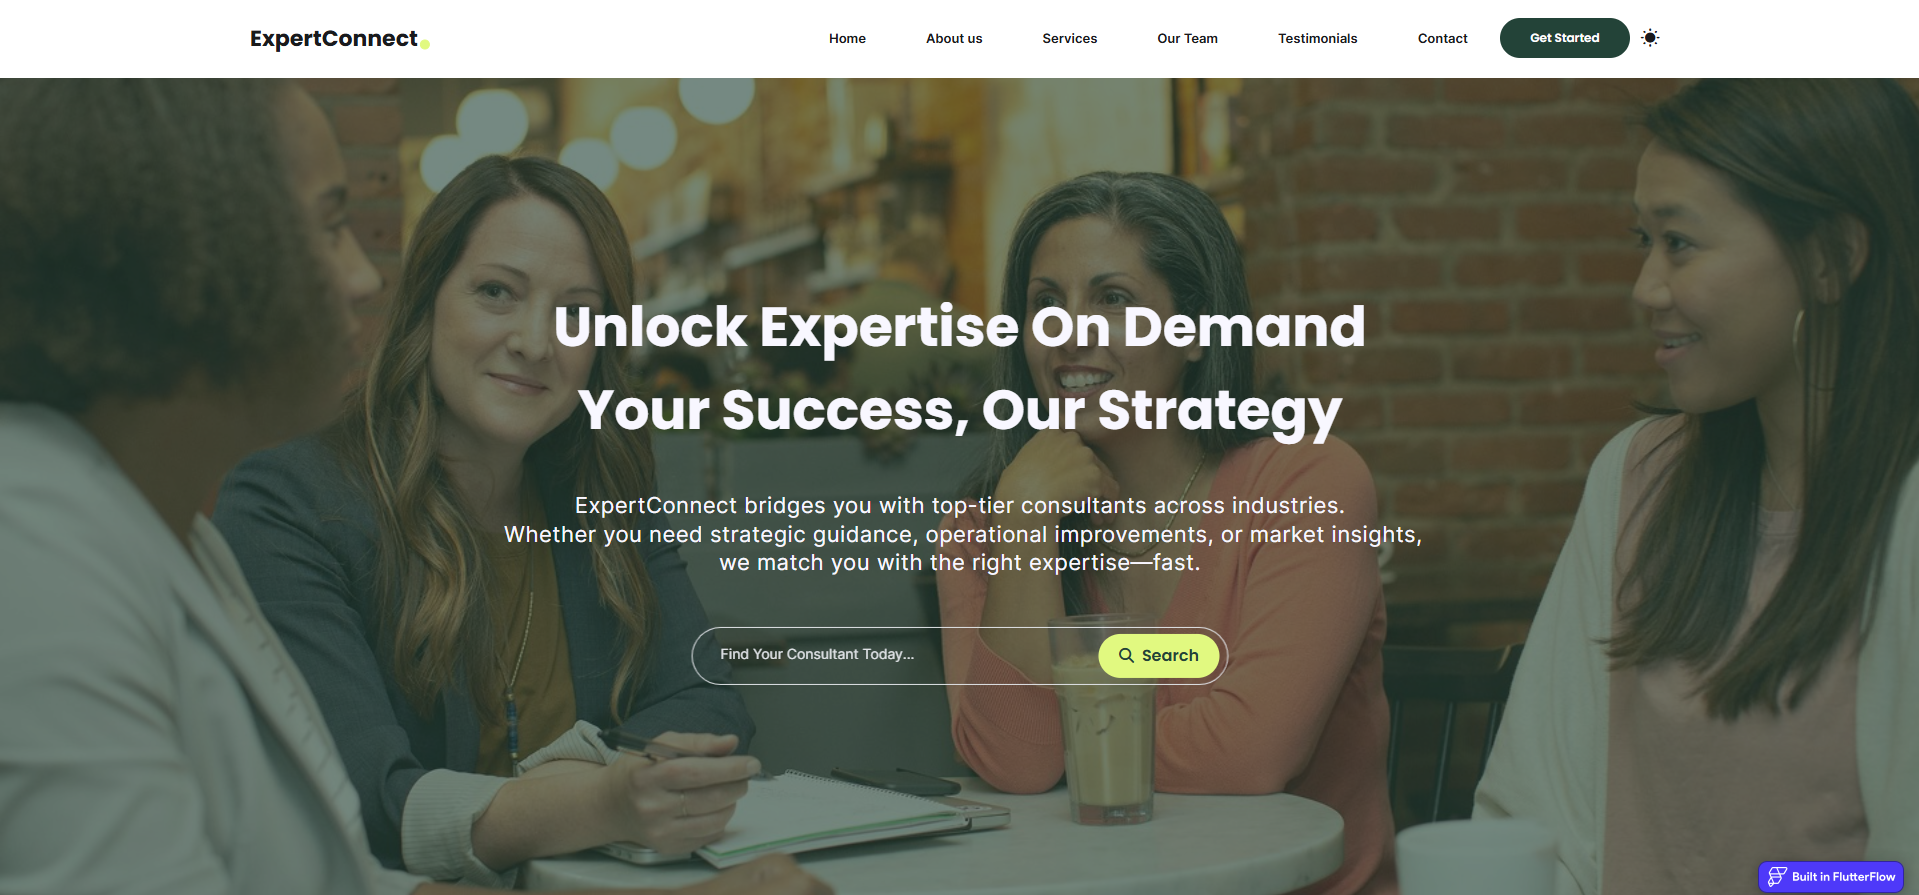 ExpertConnect
Home
About us
Services
Our Team
Testimonials
Contact
Get Started
Unlock Expertise On Demand
Your Success, Our Strategy
ExpertConnect bridges you with top-tier consultants across industries.
Whether you need strategic guidance, operational improvements, or market insights,
we match you with the right expertise—fast.
Find Your Consultant Today...
Search
Built in FlutterFlow